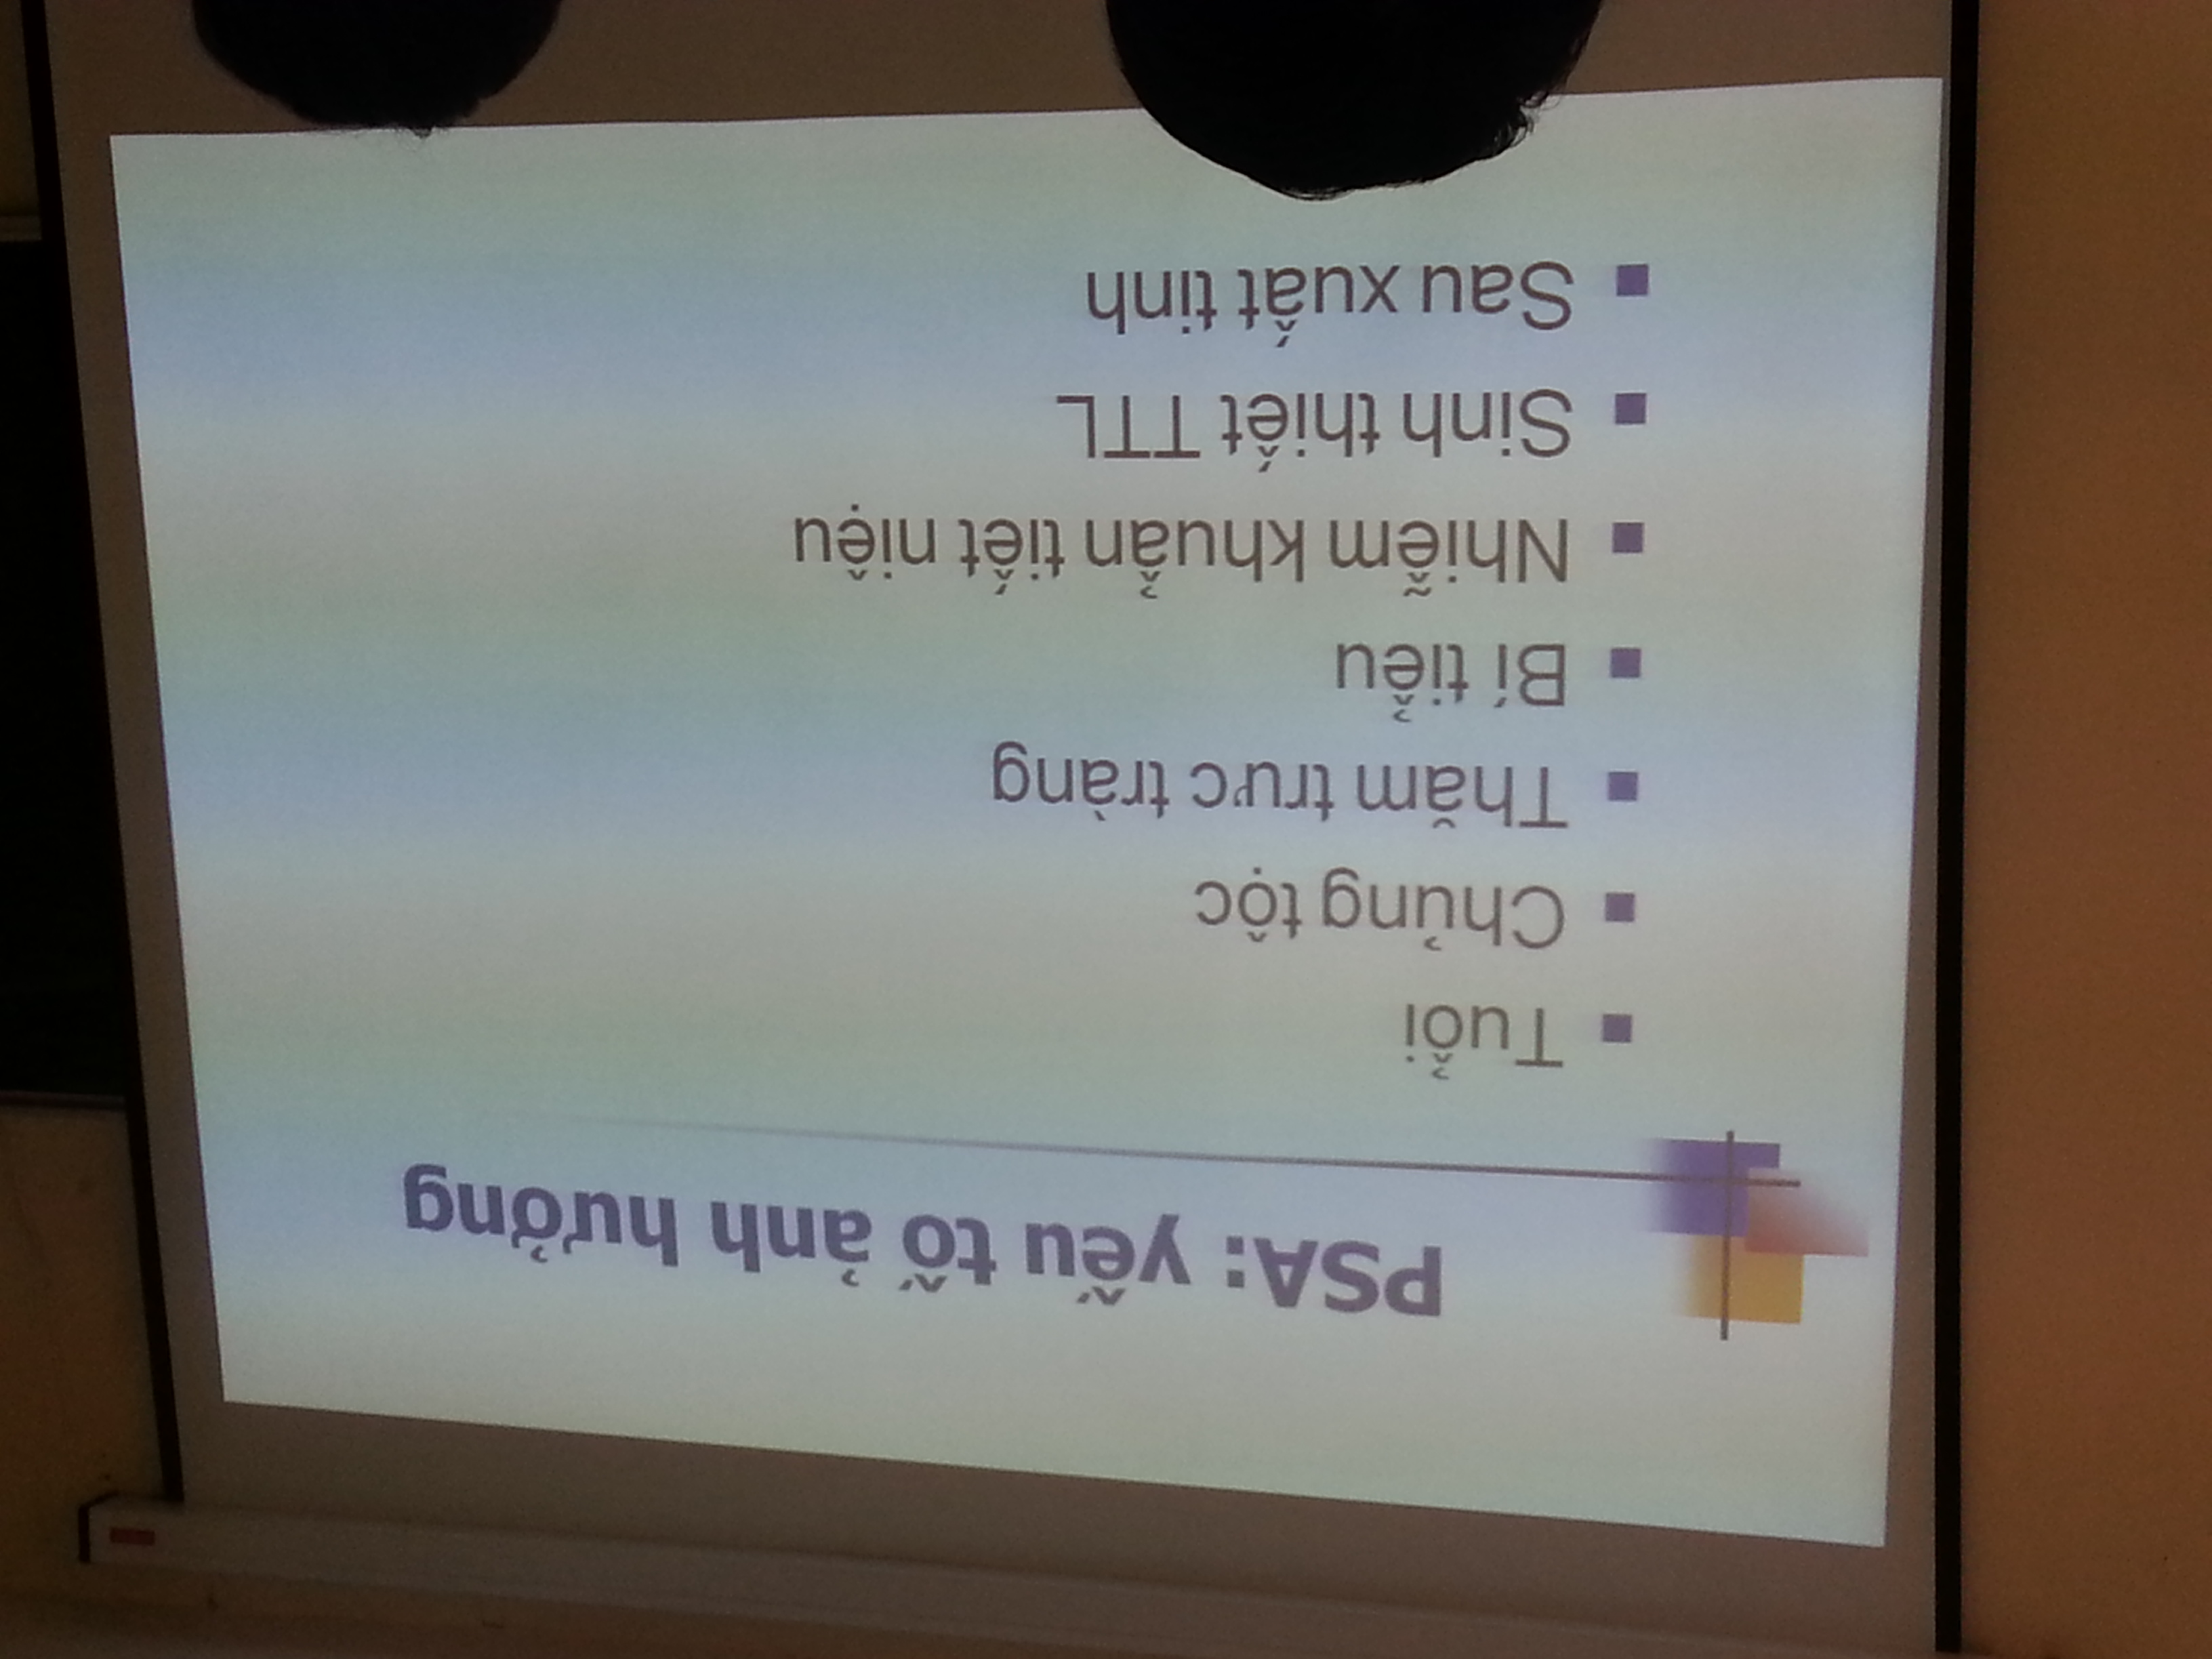 PSA: yếu tố ảnh hưởng
Tuổi
Chủng tộc
Thăm trưc tràng
Bí tiểu
Nhiễm khuẩn tiết niệu
Sinh thiết TTL
Sau xuất tinh